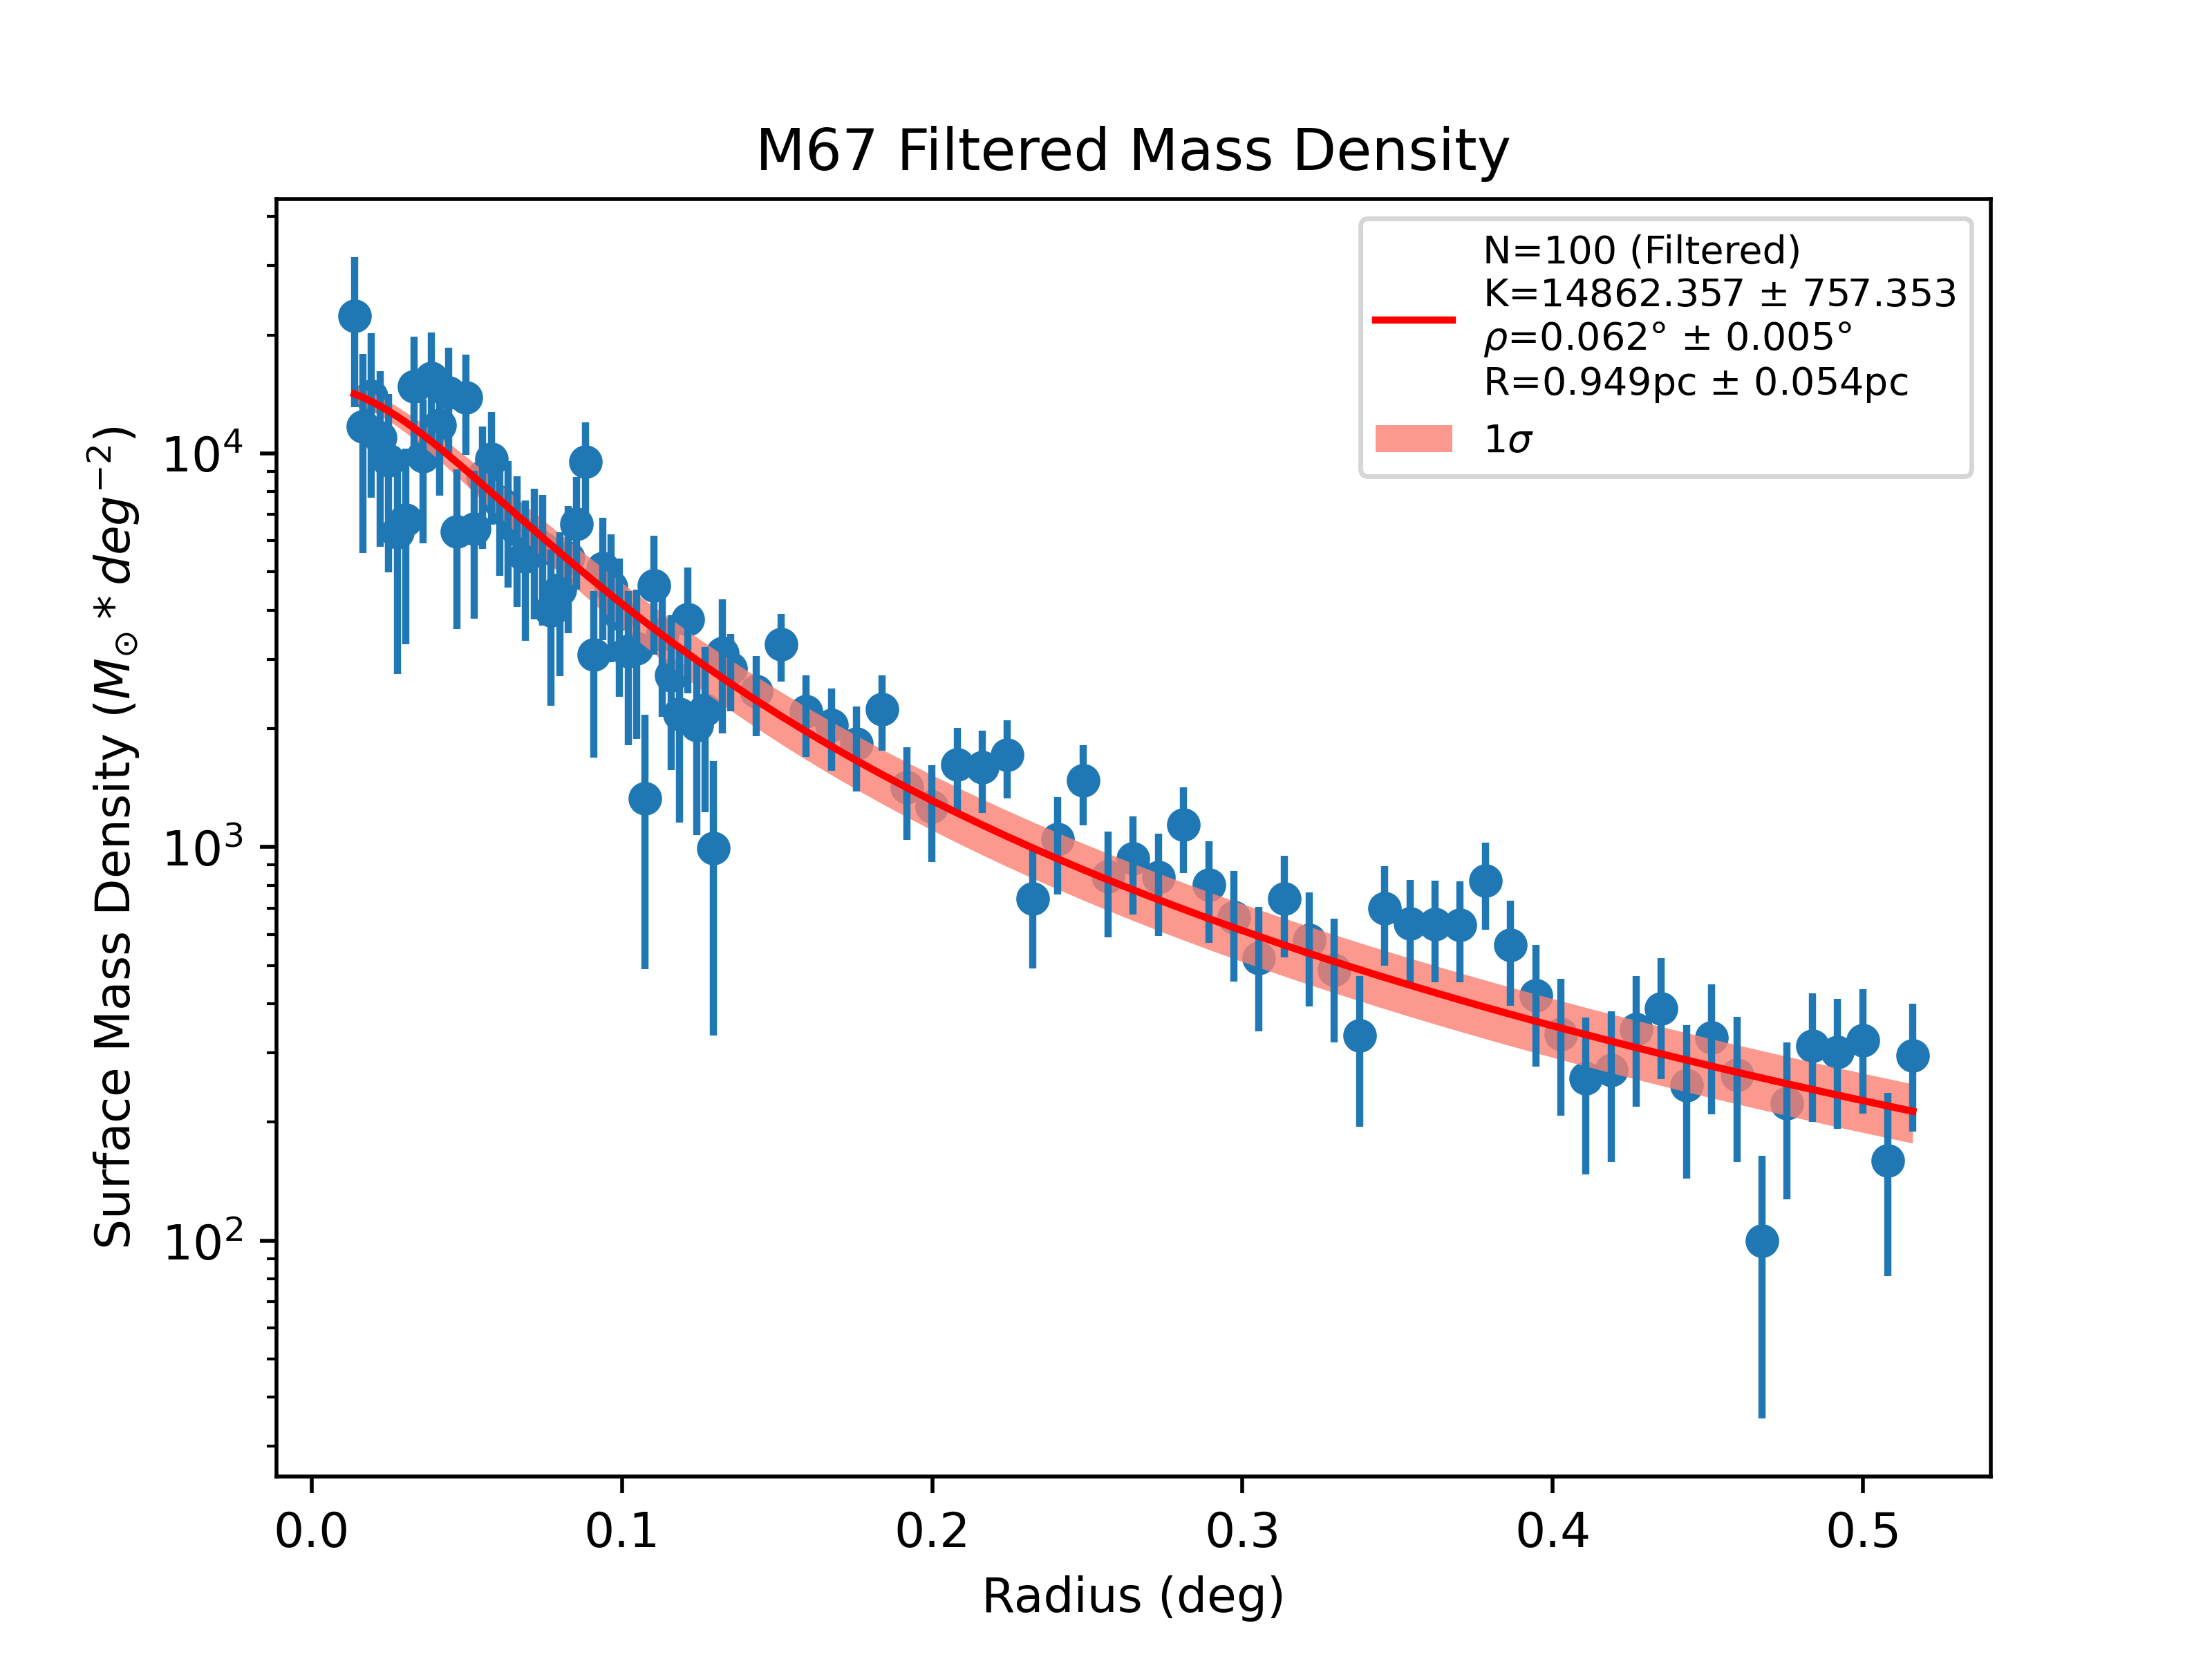 M67 Filtered Mass Density
N=100 (Filtered)
K=14862.357 ± 757.353
ρ=0.062° ± 0.005°
R=0.949pc ± 0.054pc
1σ
Surface Mass Density (M⊙ * deg⁻²)
10⁴
10³
10²
0.0 0.1 0.2 0.3 0.4 0.5
Radius (deg)